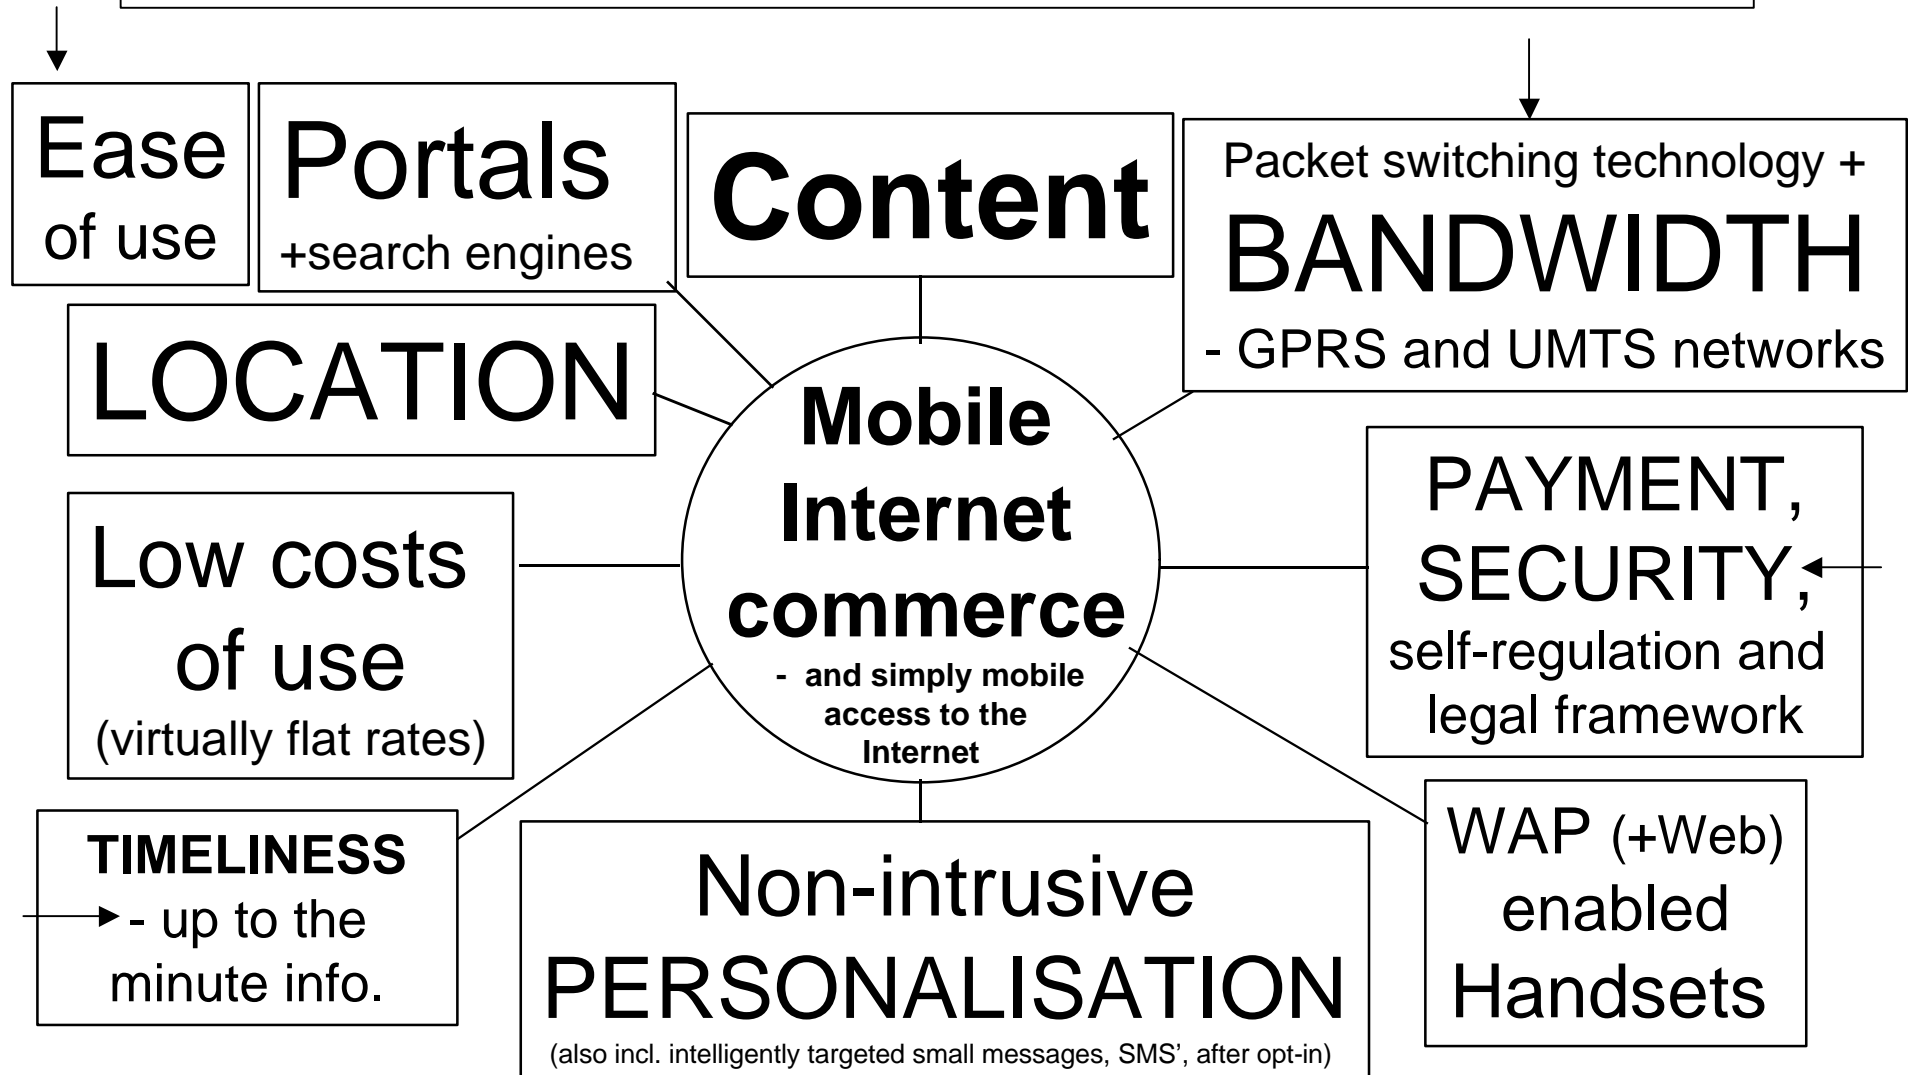 Ease
of use
Portals
+search engines
Content
Packet switching technology +
BANDWIDTH
- GPRS and UMTS networks
LOCATION
Mobile
Internet
commerce
- and simply mobile
access to the
Internet
PAYMENT,
SECURITY,
self-regulation and
legal framework
Low costs
of use
(virtually flat rates)
TIMELINESS
- up to the
minute info.
Non-intrusive
PERSONALISATION
(also incl. intelligently targeted small messages, SMS’, after opt-in)
WAP (+Web)
enabled
Handsets